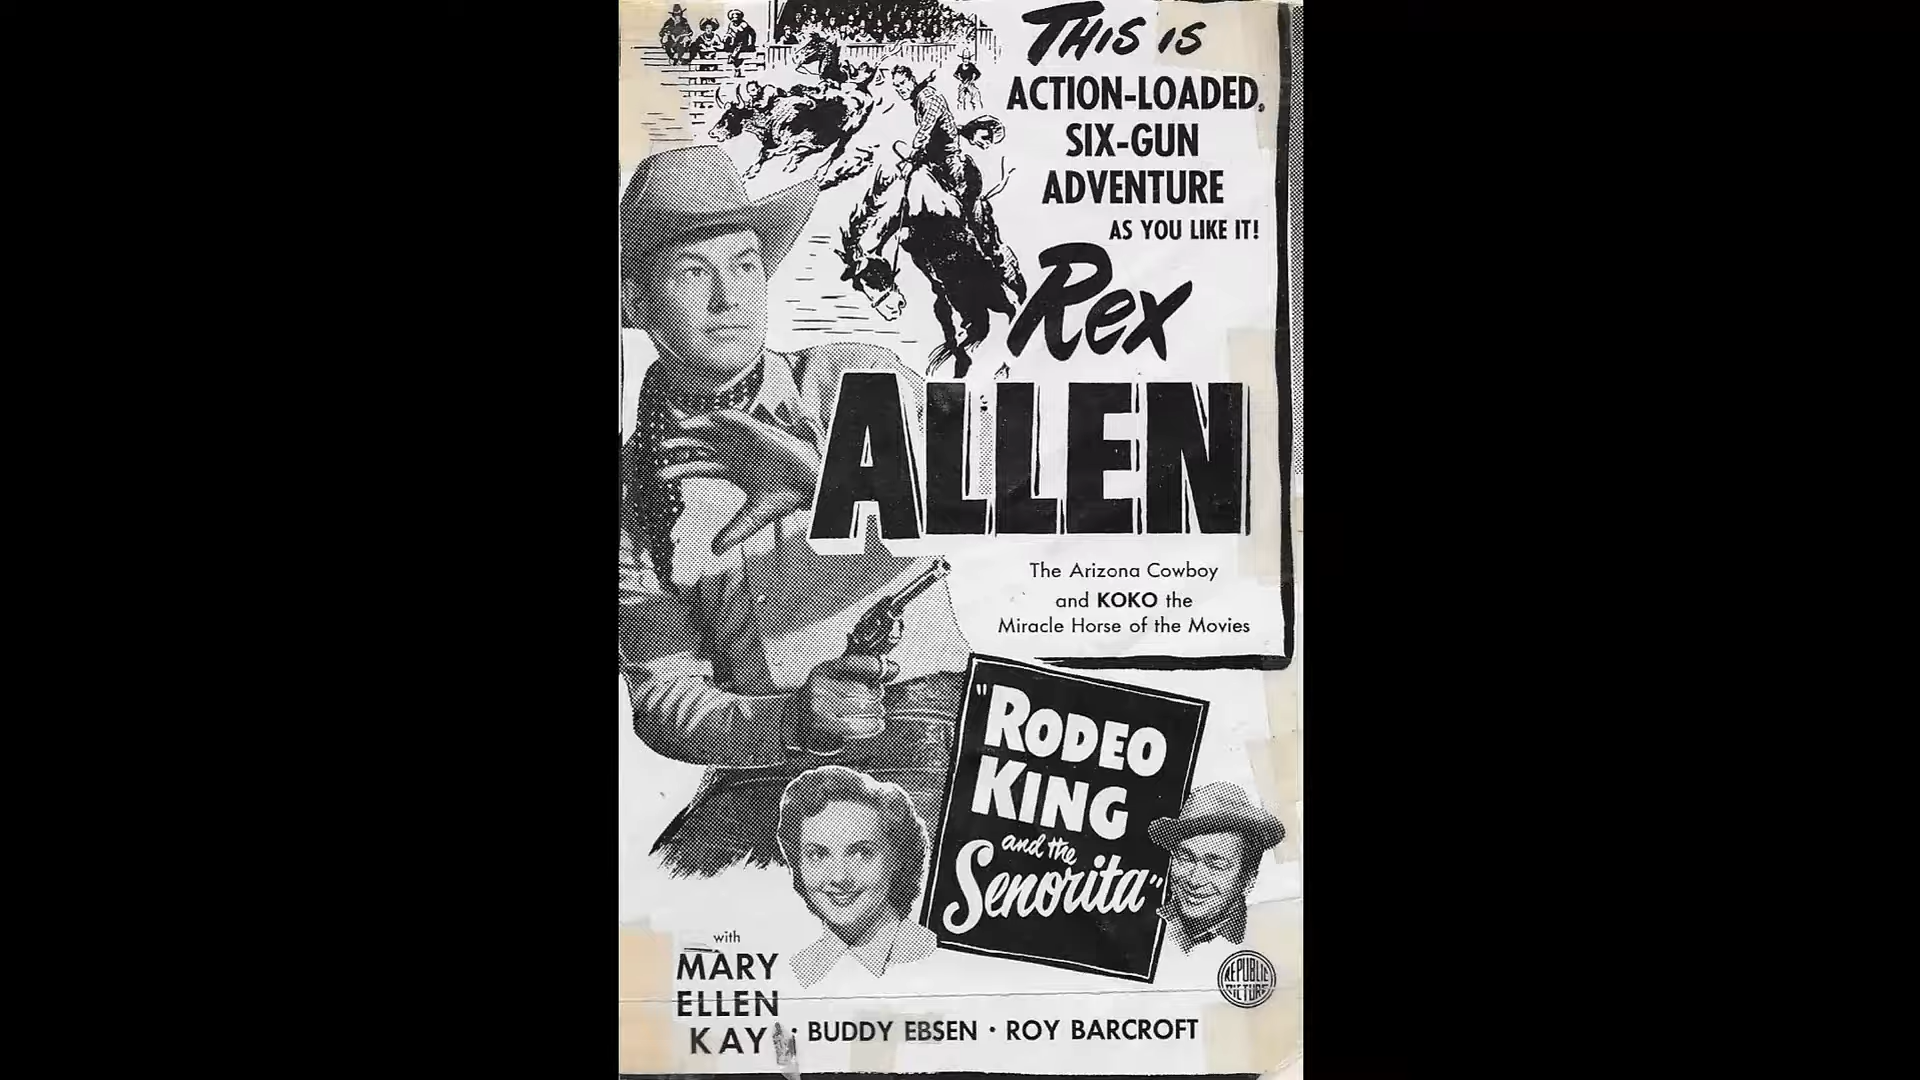 THIS IS
ACTION-LOADED,
SIX-GUN
ADVENTURE
AS YOU LIKE IT!
Rex
ALLEN
The Arizona Cowboy
and KOKO the
Miracle Horse of the Movies
"RODEO
KING
and the
Senorita"
with
MARY
ELLEN
KAY · BUDDY EBSEN · ROY BARCROFT
REPUBLIC
PICTURE